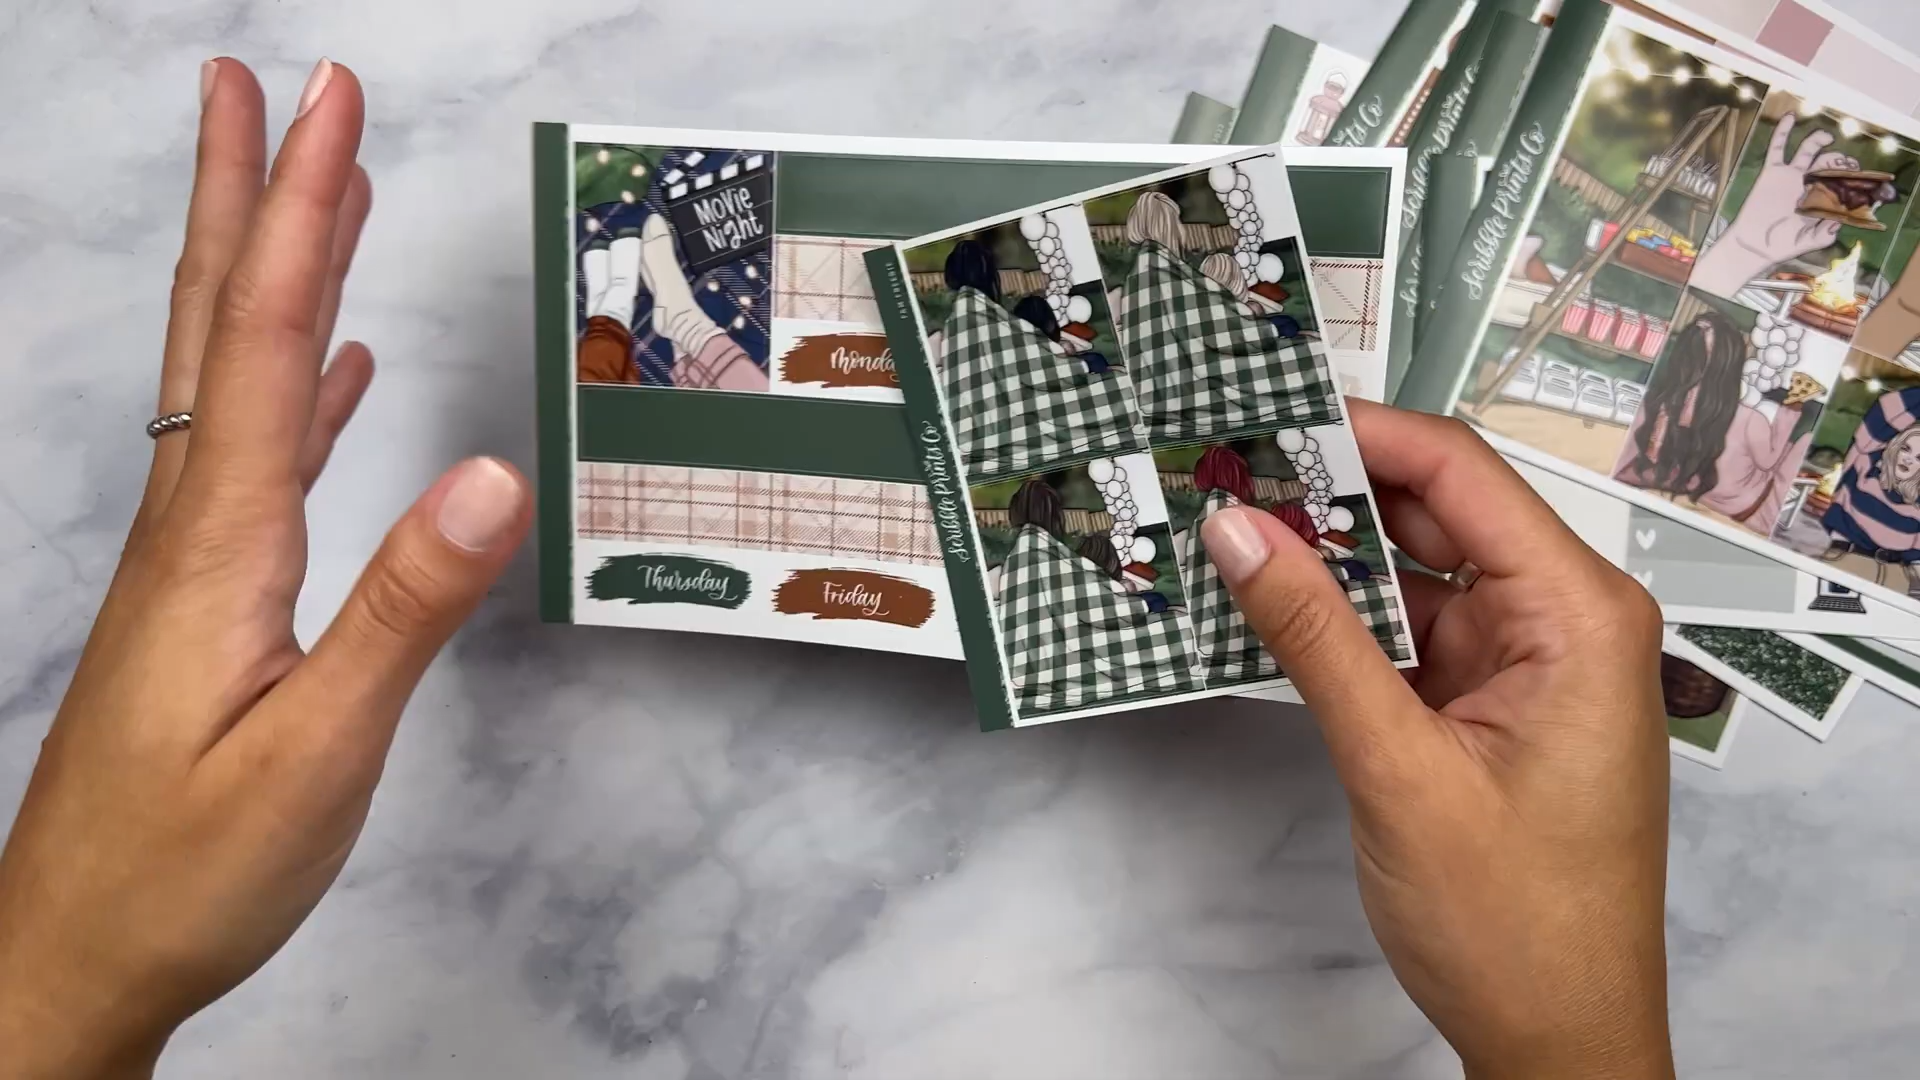 Movie
Night
Monday
Thursday
Friday
Scribble Prints Co
Scribble Prints Co